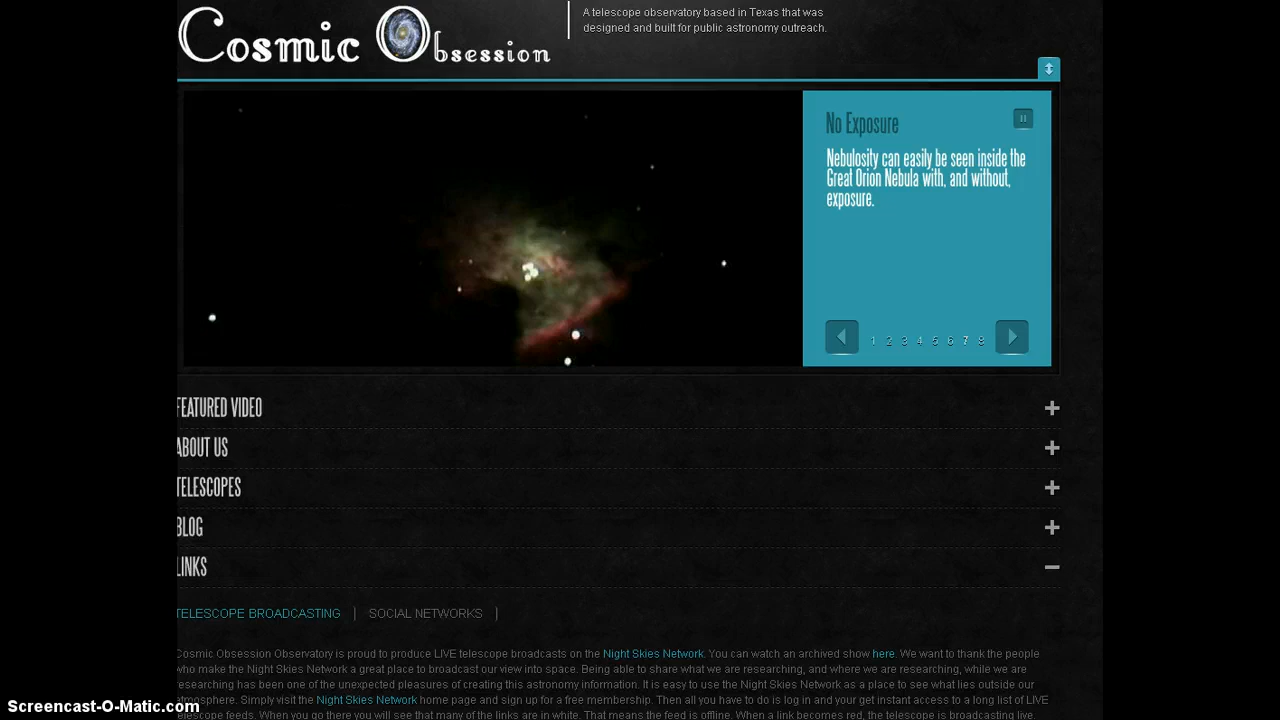 Cosmic Obsession
A telescope observatory based in Texas that was
designed and built for public astronomy outreach.
No Exposure
Nebulosity can easily be seen inside the
Great Orion Nebula with, and without,
exposure.
1 2 3 4 5 6 7 8
FEATURED VIDEO
ABOUT US
TELESCOPES
BLOG
LINKS
TELESCOPE BROADCASTING | SOCIAL NETWORKS |
Cosmic Obsession Observatory is proud to produce LIVE telescope broadcasts on the Night Skies Network. You can watch an archived show here. We want to thank the people
who make the Night Skies Network a great place to broadcast our view into space. Being able to share what we are researching, and where we are researching, while we are
researching has been one of the unexpected pleasures of creating this astronomy information. It is easy to use the Night Skies Network as a place to see what lies outside our
atmosphere. Simply visit the Night Skies Network home page and sign up for a free membership. Then all you have to do is log in and your get instant access to a long list of LIVE
telescope feeds. When you go there you will see that many of the links are in white. That means the feed is offline. When a link becomes red, the telescope is broadcasting live.
Screencast-O-Matic.com